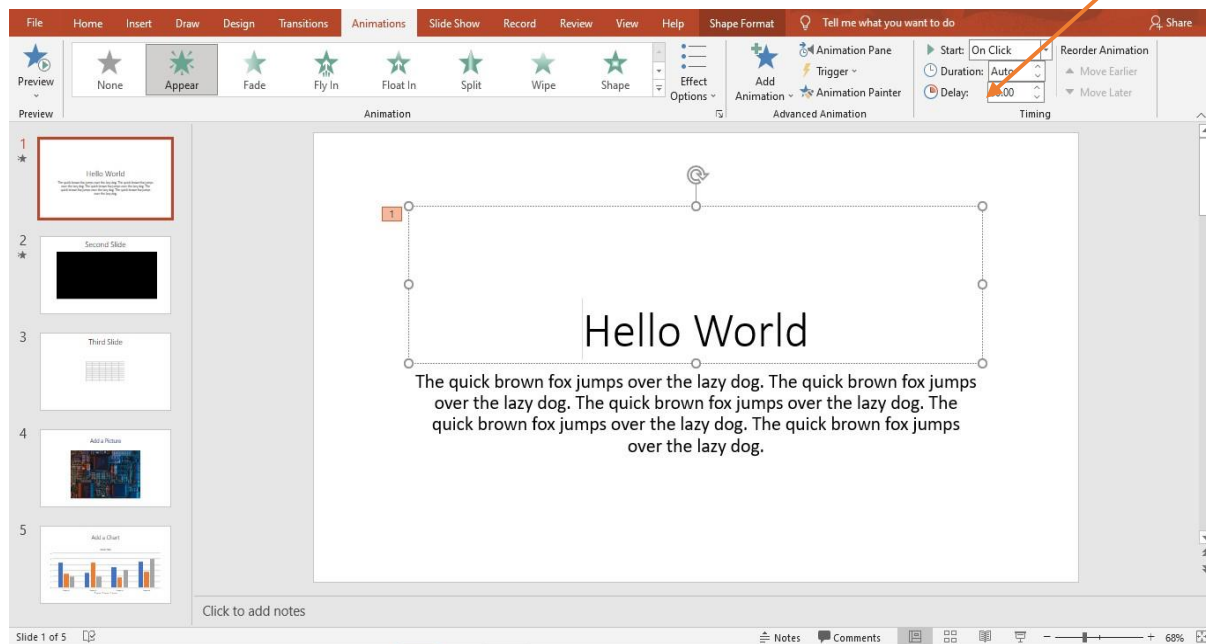 File Home Insert Draw Design Transitions Animations Slide Show Record Review View Help Shape Format Tell me what you want to do Share
Preview
None Appear Fade Fly In Float In Split Wipe Shape
Effect Options
Add Animation
Animation Pane
Trigger
Animation Painter
Start: On Click
Duration: Auto
Delay:
Reorder Animation
Move Earlier
Move Later
Preview Animation Advanced Animation Timing
1
Hello World
2
Second Slide
3
Third Slide
4
Add a Picture
5
Add a Chart
1
Hello World
The quick brown fox jumps over the lazy dog. The quick brown fox jumps
over the lazy dog. The quick brown fox jumps over the lazy dog. The
quick brown fox jumps over the lazy dog. The quick brown fox jumps
over the lazy dog.
Click to add notes
Slide 1 of 5 Notes Comments 68%